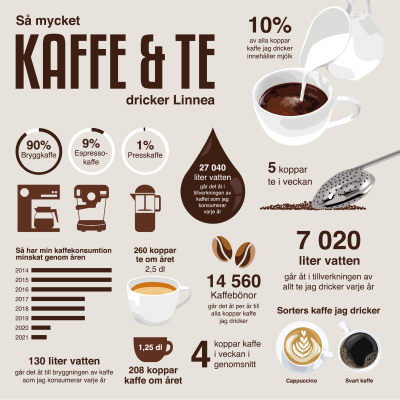 Så mycket
KAFFE & TE
dricker Linnea
10%
av alla koppar
kaffe jag dricker
innehåller mjölk
90%
Bryggkaffe
9%
Espresso-
kaffe
1%
Presskaffe
27 040
liter vatten
går det åt i
tillverkningen av
kaffet som jag
konsumerar
varje år
5 koppar
te i veckan
Så har min kaffekonsumtion
minskat genom åren
2014
2015
2016
2017
2018
2019
2020
2021
260 koppar
te om året
2,5 dl
14 560
Kaffebönor
går det åt per år till
alla koppar kaffe
jag dricker
7 020
liter vatten
går åt i tillverkningen av
allt te jag dricker varje år
Sorters kaffe jag dricker
Cappuccino
Svart kaffe
130 liter vatten
går det åt till bryggningen av kaffe
som jag konsumerar varje år
1,25 dl
208 koppar
kaffe om året
4
koppar kaffe
i veckan i
genomsnitt